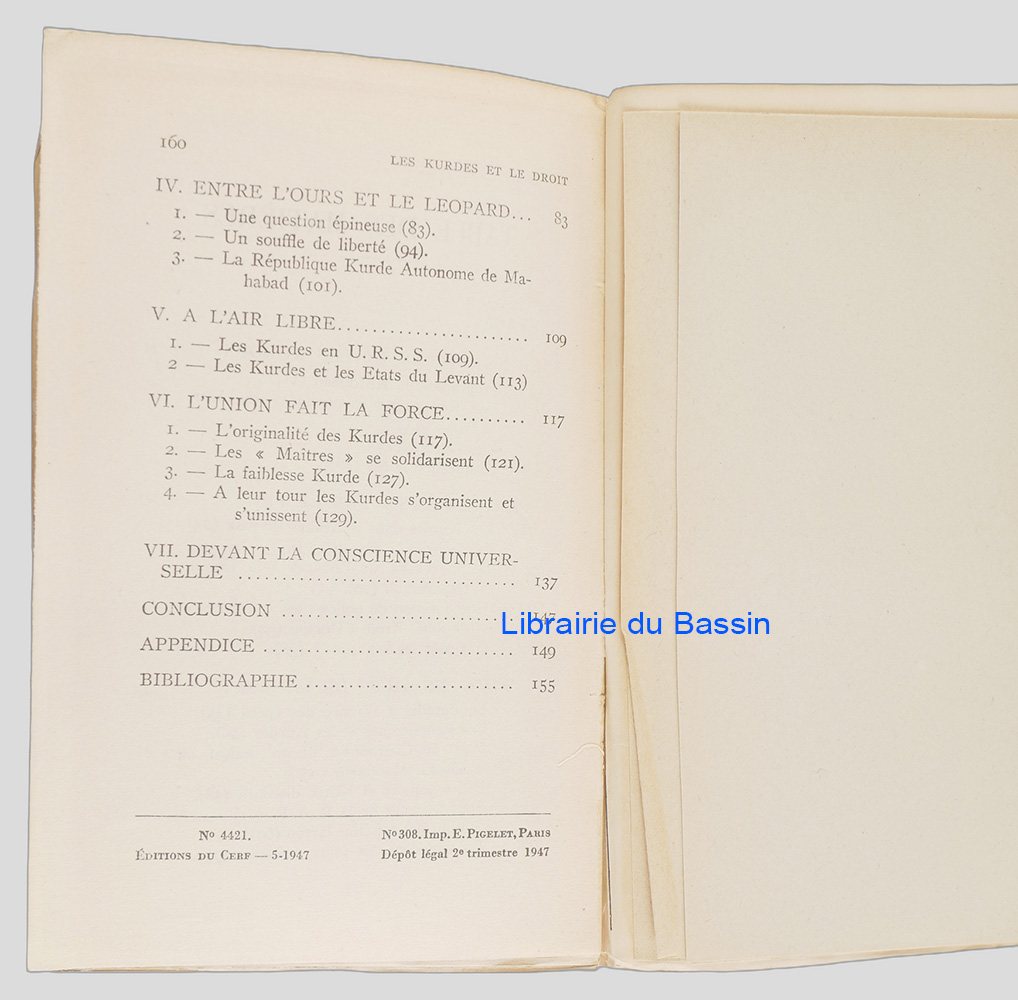 160
LES KURDES ET LE DROIT
IV. ENTRE L'OURS ET LE LEOPARD... 83
1. — Une question épineuse (83).
2. — Un souffle de liberté (94).
3. — La République Kurde Autonome de Ma-
habad (101).
V. A L'AIR LIBRE...................... 109
1. — Les Kurdes en U. R. S. S. (109).
2 — Les Kurdes et les Etats du Levant (113)
VI. L'UNION FAIT LA FORCE.......... 117
1. — L'originalité des Kurdes (117).
2. — Les « Maîtres » se solidarisent (121).
3. — La faiblesse Kurde (127).
4. — A leur tour les Kurdes s'organisent et
s'unissent (129).
VII. DEVANT LA CONSCIENCE UNIVER-
SELLE ................................ 137
CONCLUSION ........................... 147
Librairie du Bassin
APPENDICE ............................. 149
BIBLIOGRAPHIE ........................ 155
No 4421.
No 308. Imp. E. PIGELET, PARIS
ÉDITIONS DU CERF — 5-1947
Dépôt légal 2e trimestre 1947